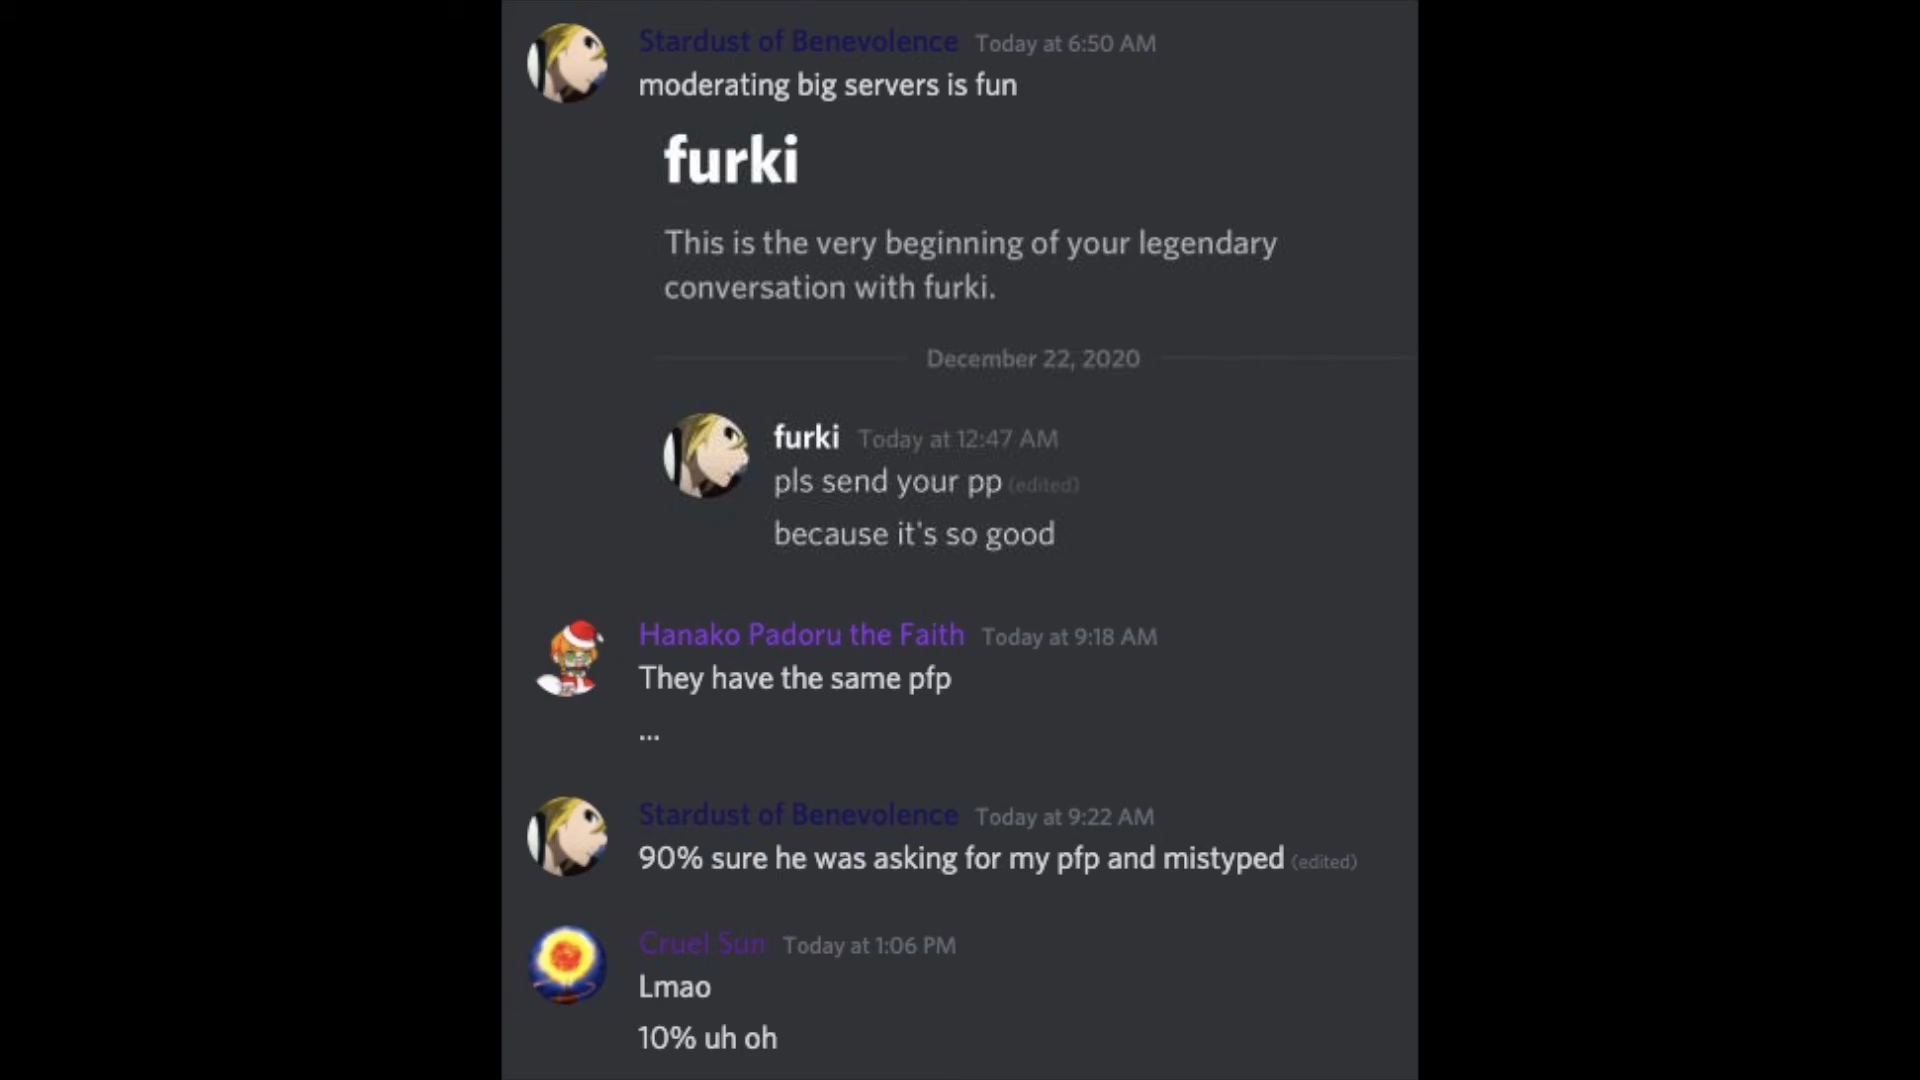 Stardust of Benevolence Today at 6:50 AM
moderating big servers is fun
furki
This is the very beginning of your legendary
conversation with furki.
December 22, 2020
furki Today at 12:47 AM
pls send your pp (edited)
because it's so good
Hanako Padoru the Faith Today at 9:18 AM
They have the same pfp
...
Stardust of Benevolence Today at 9:22 AM
90% sure he was asking for my pfp and mistyped (edited)
Cruel Sun Today at 1:06 PM
Lmao
10% uh oh